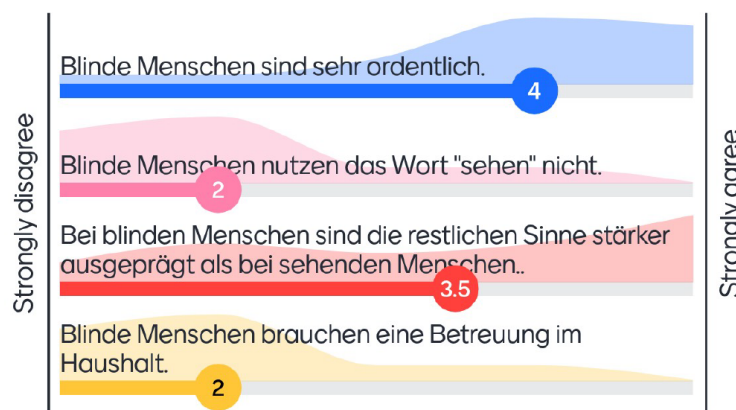 Strongly disagree
Blinde Menschen sind sehr ordentlich.
4
Blinde Menschen nutzen das Wort "sehen" nicht.
2
Bei blinden Menschen sind die restlichen Sinne stärker
ausgeprägt als bei sehenden Menschen..
3.5
Blinde Menschen brauchen eine Betreuung im
Haushalt.
2
Strongly agree